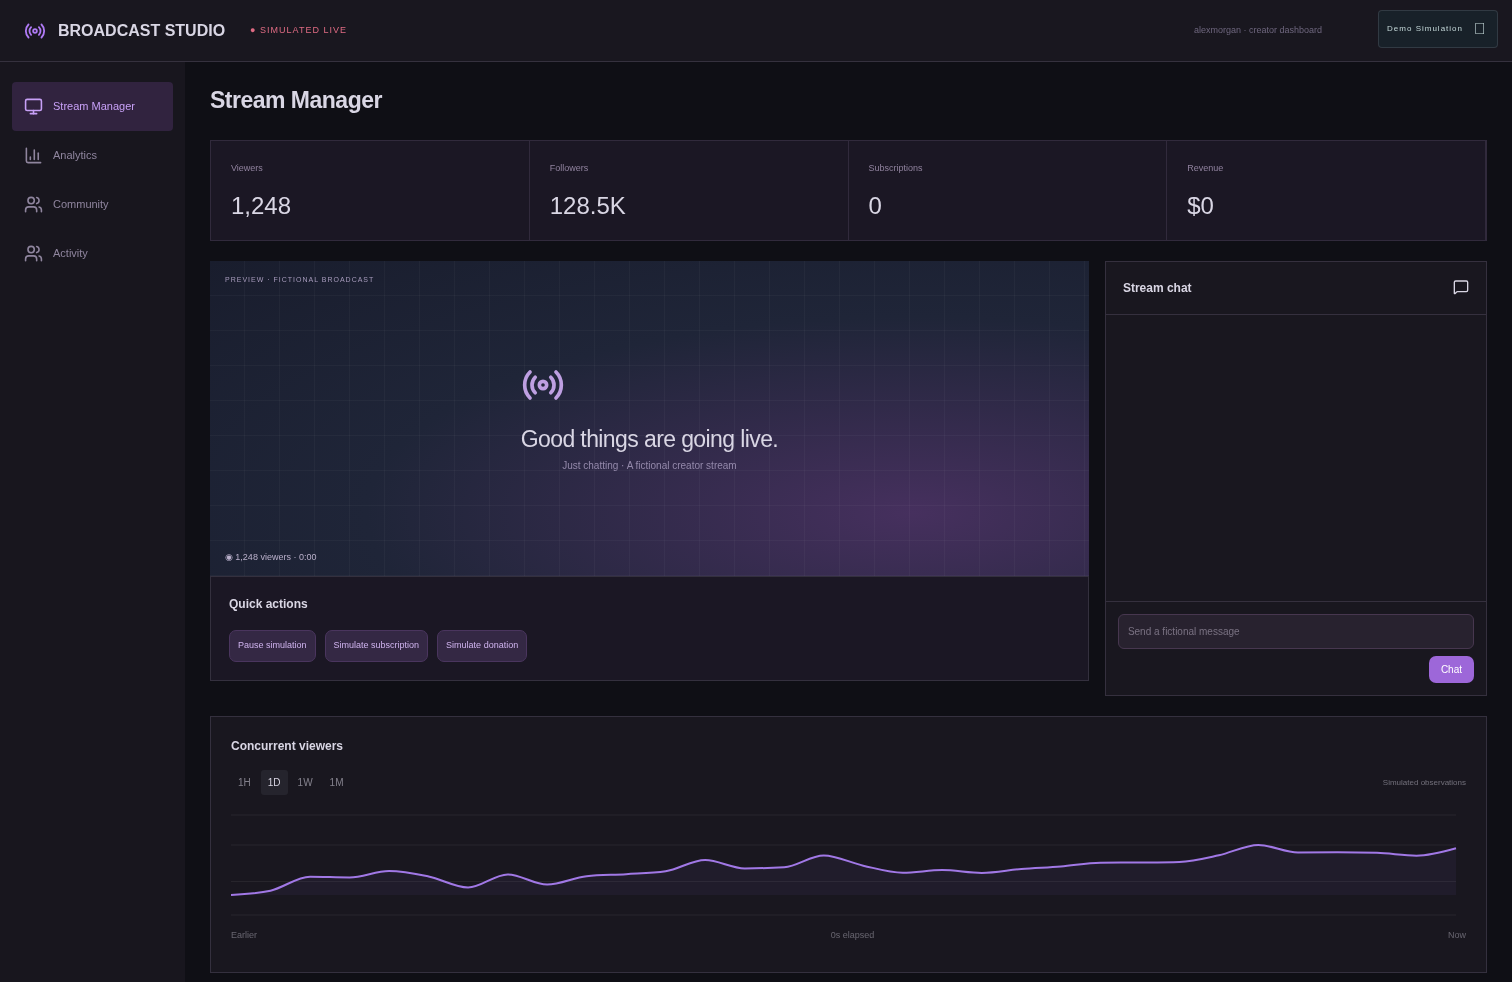 BROADCAST STUDIO
● SIMULATED LIVE
alexmorgan · creator dashboard
Demo Simulation
Stream Manager
Analytics
Community
Activity
Stream Manager
Viewers
1,248
Followers
128.5K
Subscriptions
0
Revenue
$0
PREVIEW · FICTIONAL BROADCAST
Good things are going live.
Just chatting · A fictional creator stream
◉ 1,248 viewers · 0:00
Quick actions
Pause simulation
Simulate subscription
Simulate donation
Stream chat
Send a fictional message
Chat
Concurrent viewers
1H 1D 1W 1M
Simulated observations
Earlier
0s elapsed
Now